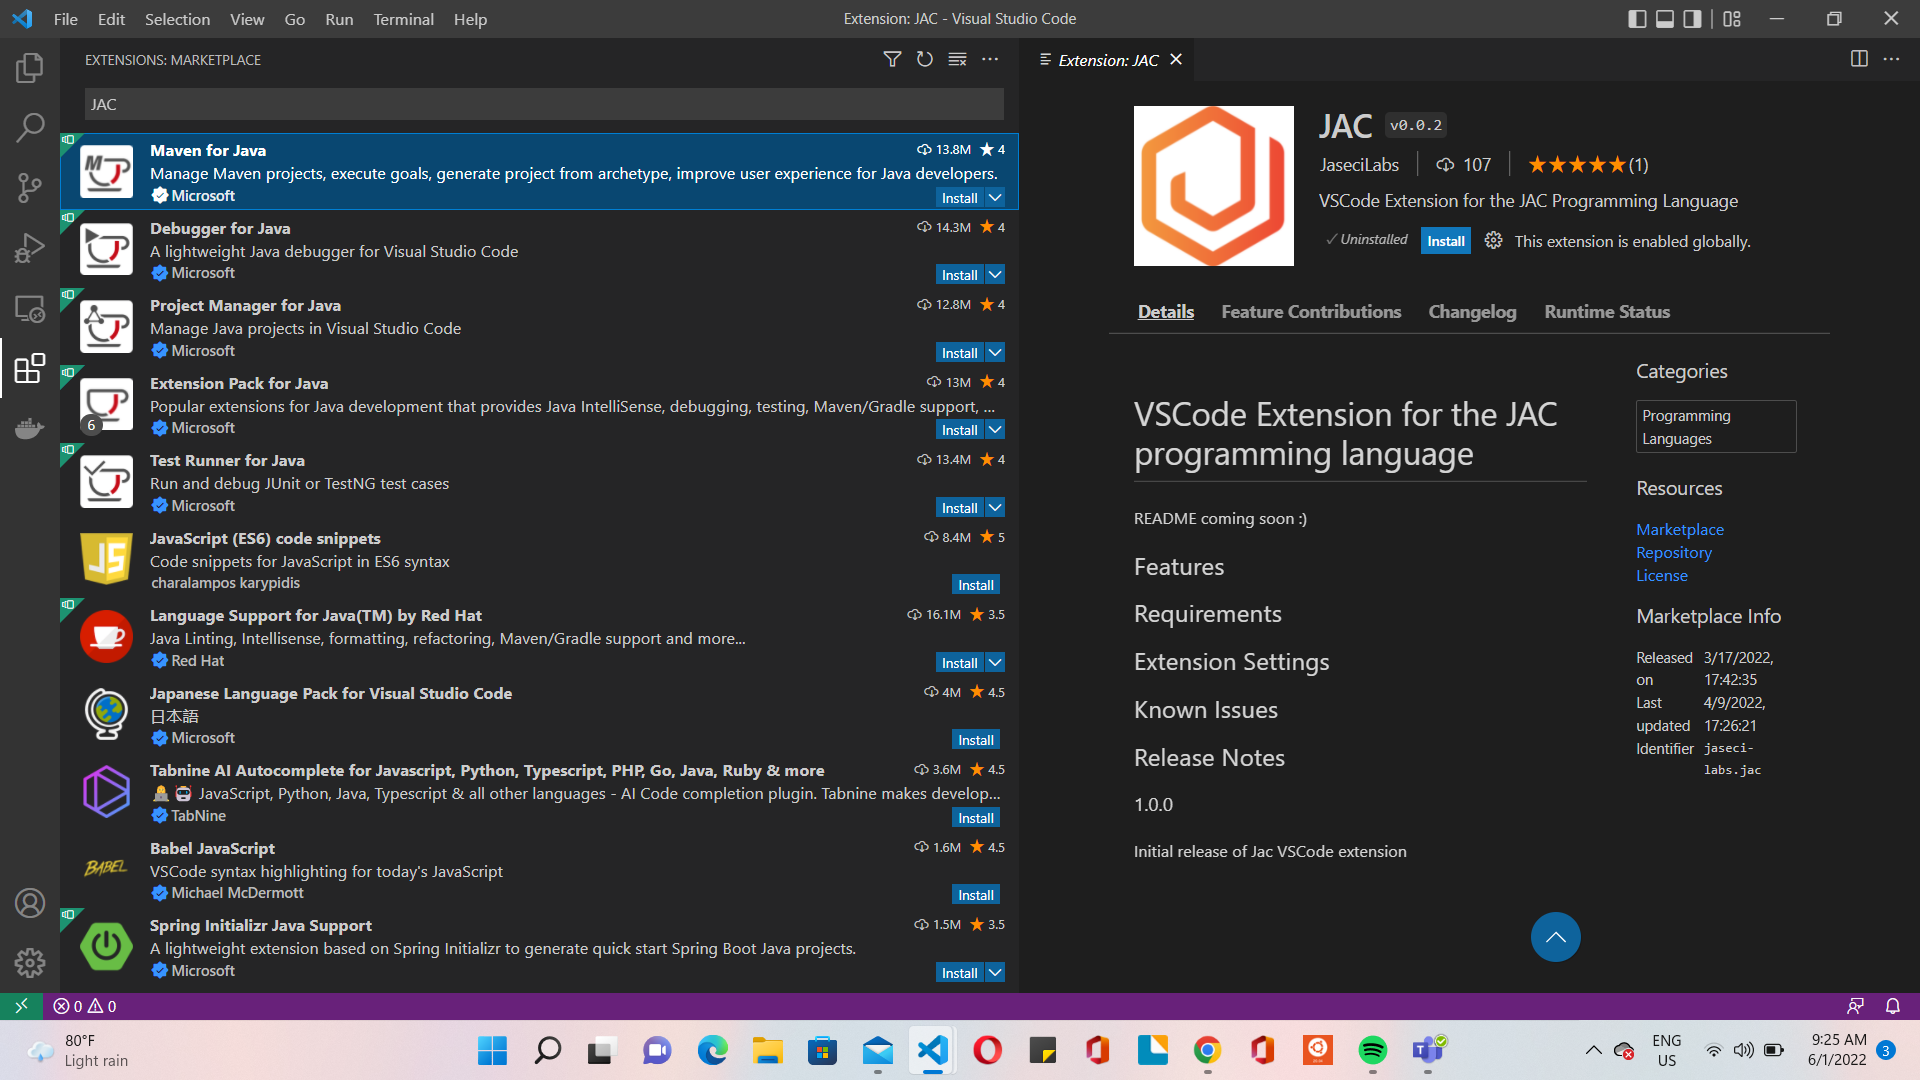 File Edit Selection View Go Run Terminal Help
Extension: JAC - Visual Studio Code
EXTENSIONS: MARKETPLACE
JAC
Maven for Java 13.8M 4
Manage Maven projects, execute goals, generate project from archetype, improve user experience for Java developers.
Microsoft Install
Debugger for Java 14.3M 4
A lightweight Java debugger for Visual Studio Code
Microsoft Install
Project Manager for Java 12.8M 4
Manage Java projects in Visual Studio Code
Microsoft Install
Extension Pack for Java 13M 4
Popular extensions for Java development that provides Java IntelliSense, debugging, testing, Maven/Gradle support, ...
6 Microsoft Install
Test Runner for Java 13.4M 4
Run and debug JUnit or TestNG test cases
Microsoft Install
JS
JavaScript (ES6) code snippets 8.4M 5
Code snippets for JavaScript in ES6 syntax
charalampos karypidis Install
Language Support for Java(TM) by Red Hat 16.1M 3.5
Java Linting, Intellisense, formatting, refactoring, Maven/Gradle support and more...
Red Hat Install
Japanese Language Pack for Visual Studio Code 4M 4.5
日本語
Microsoft Install
Tabnine AI Autocomplete for Javascript, Python, Typescript, PHP, Go, Java, Ruby & more 3.6M 4.5
JavaScript, Python, Java, Typescript & all other languages - AI Code completion plugin. Tabnine makes develop...
TabNine Install
BABEL
Babel JavaScript 1.6M 4.5
VSCode syntax highlighting for today's JavaScript
Michael McDermott Install
Spring Initializr Java Support 1.5M 3.5
A lightweight extension based on Spring Initializr to generate quick start Spring Boot Java projects.
Microsoft Install
Extension: JAC
JAC v0.0.2
JaseciLabs 107 (1)
VSCode Extension for the JAC Programming Language
✓Uninstalled Install This extension is enabled globally.
Details Feature Contributions Changelog Runtime Status
VSCode Extension for the JAC
programming language
README coming soon :)
Features
Requirements
Extension Settings
Known Issues
Release Notes
1.0.0
Initial release of Jac VSCode extension
Categories
Programming
Languages
Resources
Marketplace
Repository
License
Marketplace Info
Released 3/17/2022,
on 17:42:35
Last 4/9/2022,
updated 17:26:21
Identifier jaseci-
labs.jac
0 0
80°F
Light rain
ENG
US
9:25 AM
6/1/2022
3